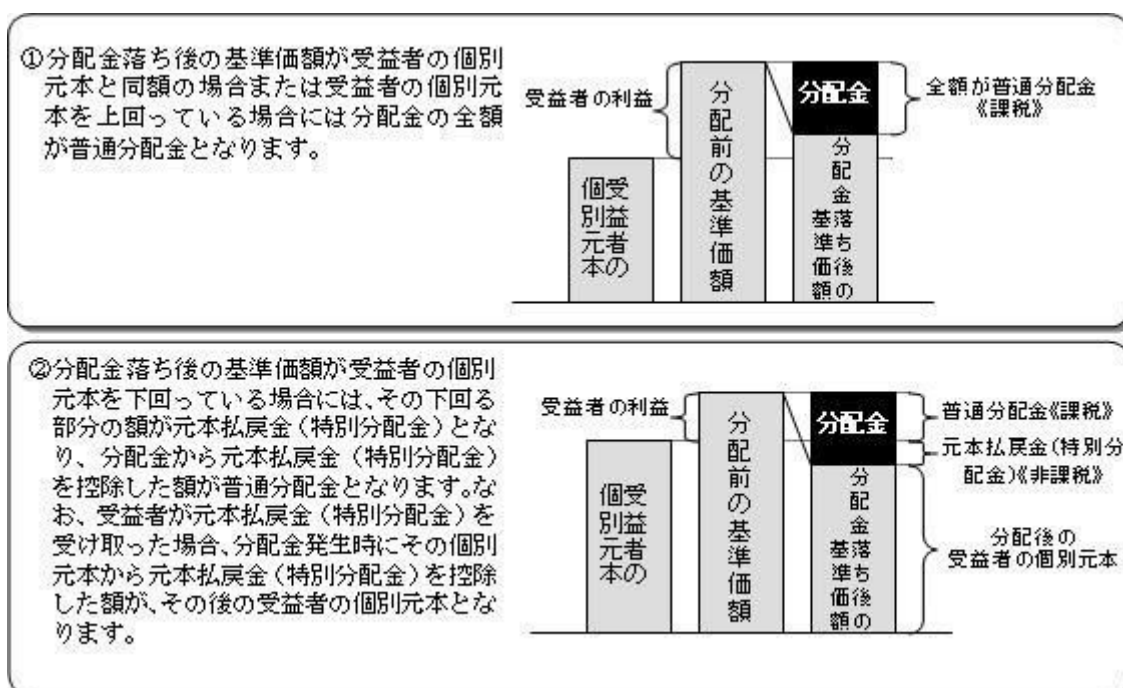 ①分配金落ち後の基準価額が受益者の個別
元本と同額の場合または受益者の個別元
本を上回っている場合には分配金の全額
が普通分配金となります。
受益者の利益
受益者の
個別元本
分配前の基準価額
分配金
分配金落ち後の
基準価額
全額が普通分配金
《課税》
②分配金落ち後の基準価額が受益者の個別
元本を下回っている場合には、その下回る
部分の額が元本払戻金（特別分配金）とな
り、分配金から元本払戻金（特別分配金）
を控除した額が普通分配金となります。な
お、受益者が元本払戻金（特別分配金）を
受け取った場合、分配金発生時にその個別
元本から元本払戻金（特別分配金）を控除
した額が、その後の受益者の個別元本とな
ります。
受益者の利益
受益者の
個別元本
分配前の基準価額
分配金
分配金落ち後の
基準価額
普通分配金《課税》
元本払戻金（特別分
配金）《非課税》
分配後の
受益者の個別元本